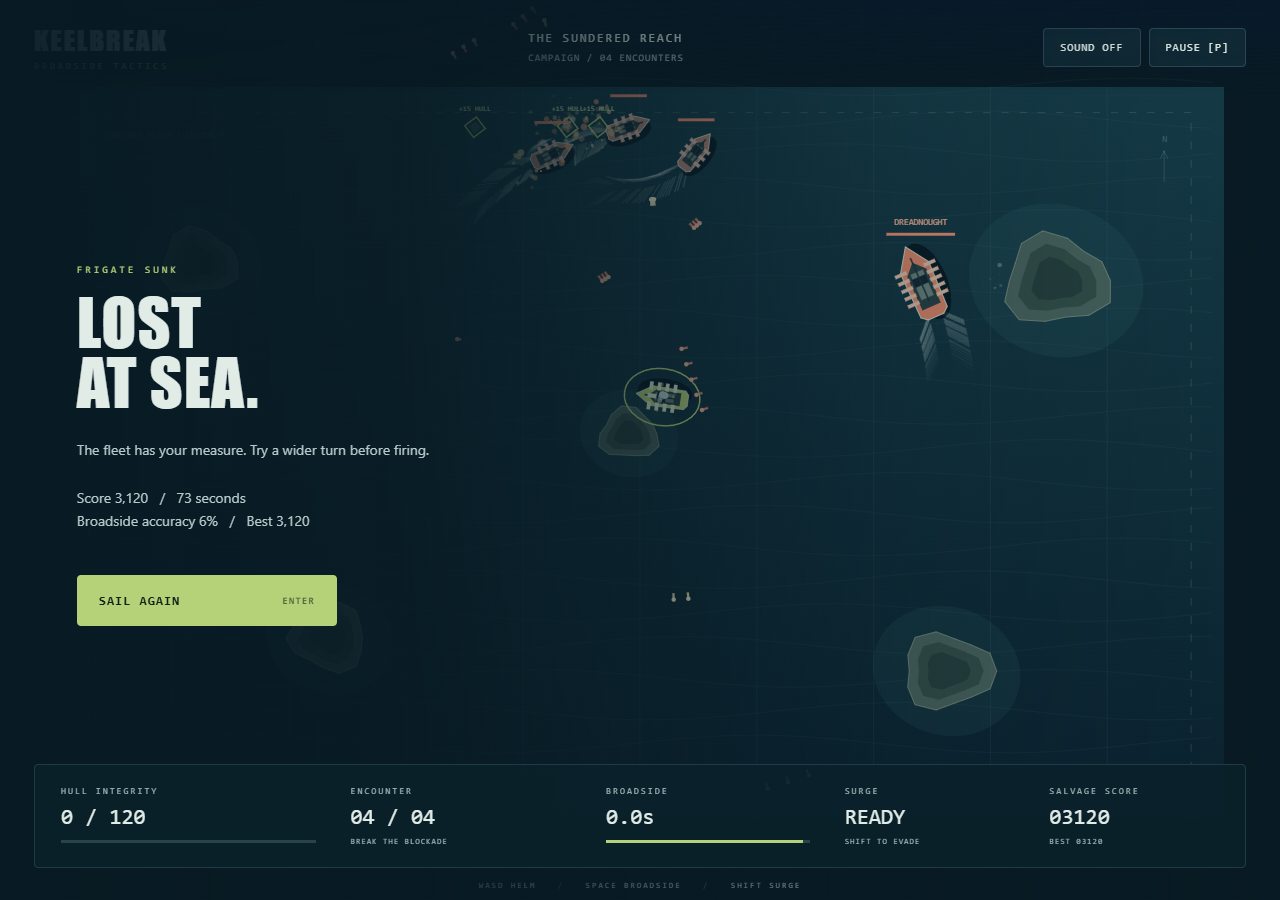 KEELBREAK
BROADSIDE TACTICS
THE SUNDERED REACH
CAMPAIGN / 04 ENCOUNTERS
SOUND OFF
PAUSE [P]
+15 HULL
+15 HULL
+15 HULL
N
DREADNOUGHT
FRIGATE SUNK
LOST
AT SEA.
The fleet has your measure. Try a wider turn before firing.
Score 3,120 / 73 seconds
Broadside accuracy 6% / Best 3,120
SAIL AGAIN
ENTER
HULL INTEGRITY
0 / 120
ENCOUNTER
04 / 04
BREAK THE BLOCKADE
BROADSIDE
0.0s
SURGE
READY
SHIFT TO EVADE
SALVAGE SCORE
03120
BEST 03120
WASD HELM / SPACE BROADSIDE / SHIFT SURGE